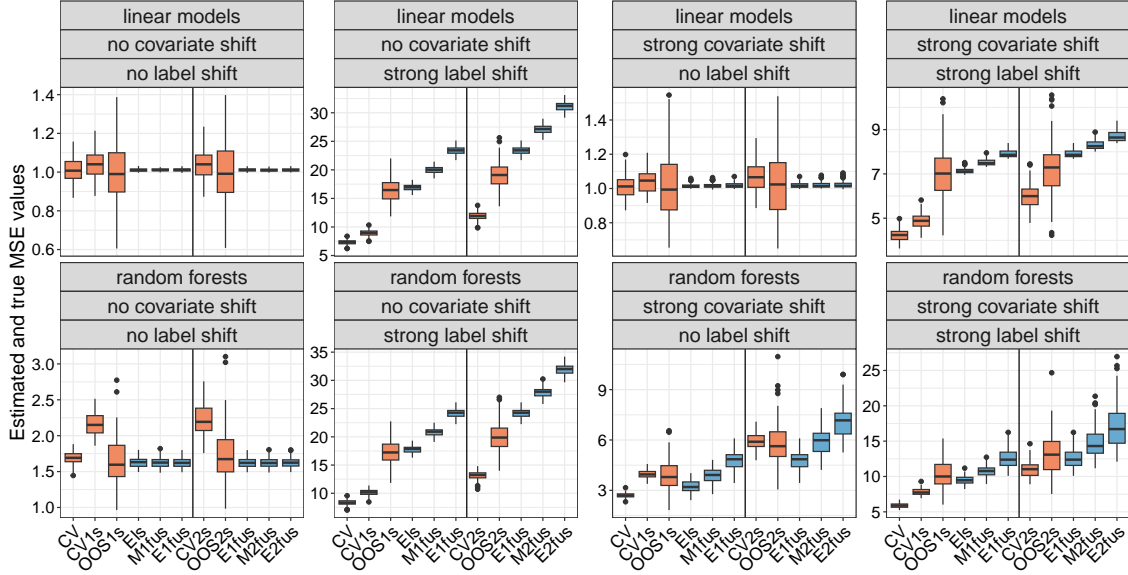 linear models
no covariate shift
no label shift
linear models
no covariate shift
strong label shift
linear models
strong covariate shift
no label shift
linear models
strong covariate shift
strong label shift
Estimated and true MSE values
1.4
1.2
1.0
0.8
0.6
30
25
20
15
10
5
1.4
1.2
1.0
0.8
9
7
5
random forests
no covariate shift
no label shift
random forests
no covariate shift
strong label shift
random forests
strong covariate shift
no label shift
random forests
strong covariate shift
strong label shift
3.0
2.5
2.0
1.5
1.0
35
30
25
20
15
10
9
6
3
25
20
15
10
5
CV
CV1s
OOS1s
Els
M1fus
E1fus
CV2s
OOS2s
E1fus
M2fus
E2fus
CV
CV1s
OOS1s
Els
M1fus
E1fus
CV2s
OOS2s
E1fus
M2fus
E2fus
CV
CV1s
OOS1s
Els
M1fus
E1fus
CV2s
OOS2s
E1fus
M2fus
E2fus
CV
CV1s
OOS1s
Els
M1fus
E1fus
CV2s
OOS2s
E1fus
M2fus
E2fus